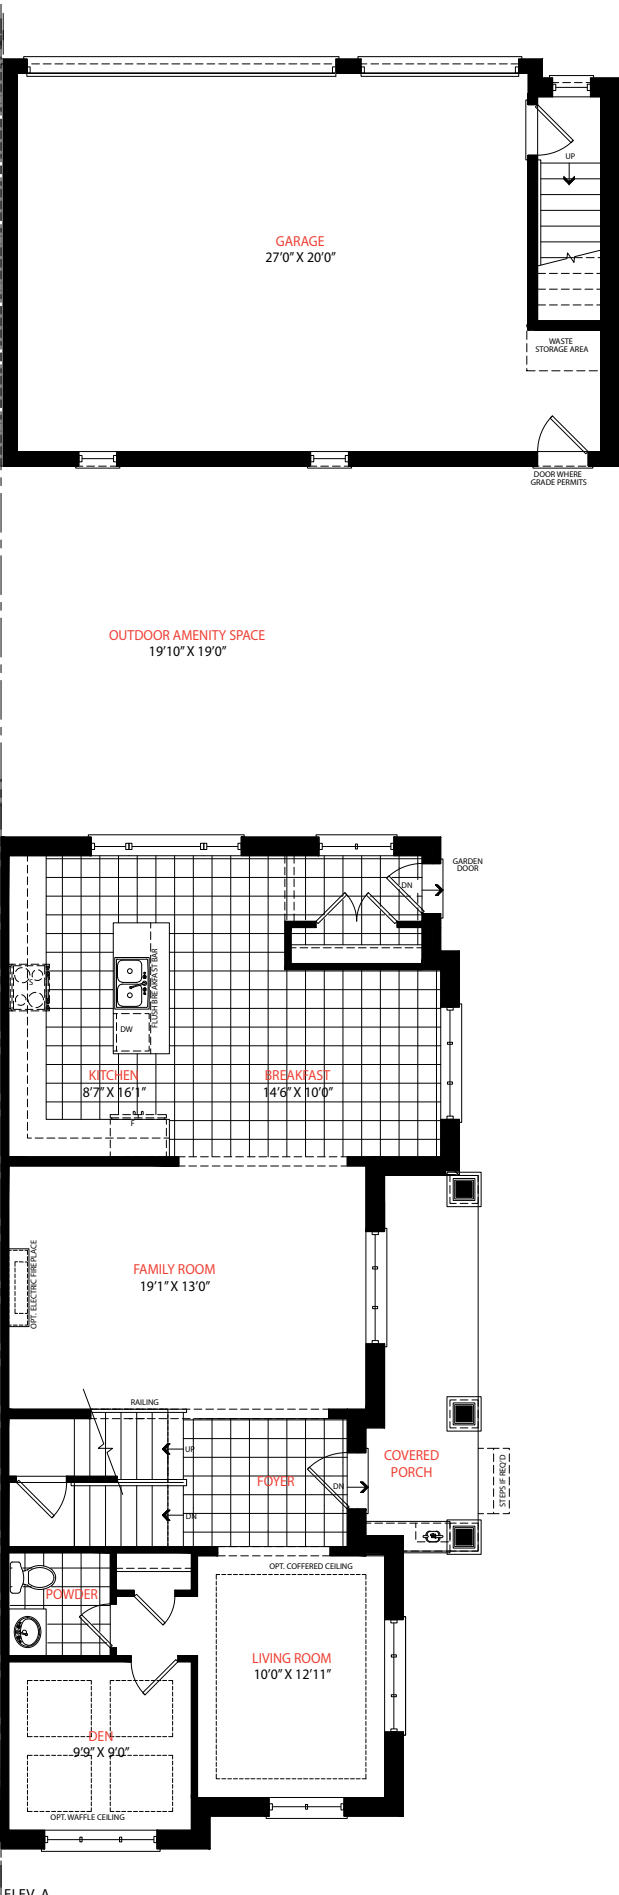 UP
GARAGE
27'0" X 20'0"
WASTE
STORAGE AREA
DOOR WHERE
GRADE PERMITS
OUTDOOR AMENITY SPACE
19'10" X 19'0"
GARDEN
DOOR
DN
FLUSH BREAKFAST BAR
S
DW
KITCHEN
8'7" X 16'1"
BREAKFAST
14'6" X 10'0"
F
FAMILY ROOM
19'1" X 13'0"
OPT. ELECTRIC FIREPLACE
RAILING
UP
COVERED
PORCH
FOYER
DN
STEPS IF REQ'D
DN
OPT. COFFERED CEILING
POWDER
LIVING ROOM
10'0" X 12'11"
DEN
9'9" X 9'0"
OPT. WAFFLE CEILING
ELEV. A